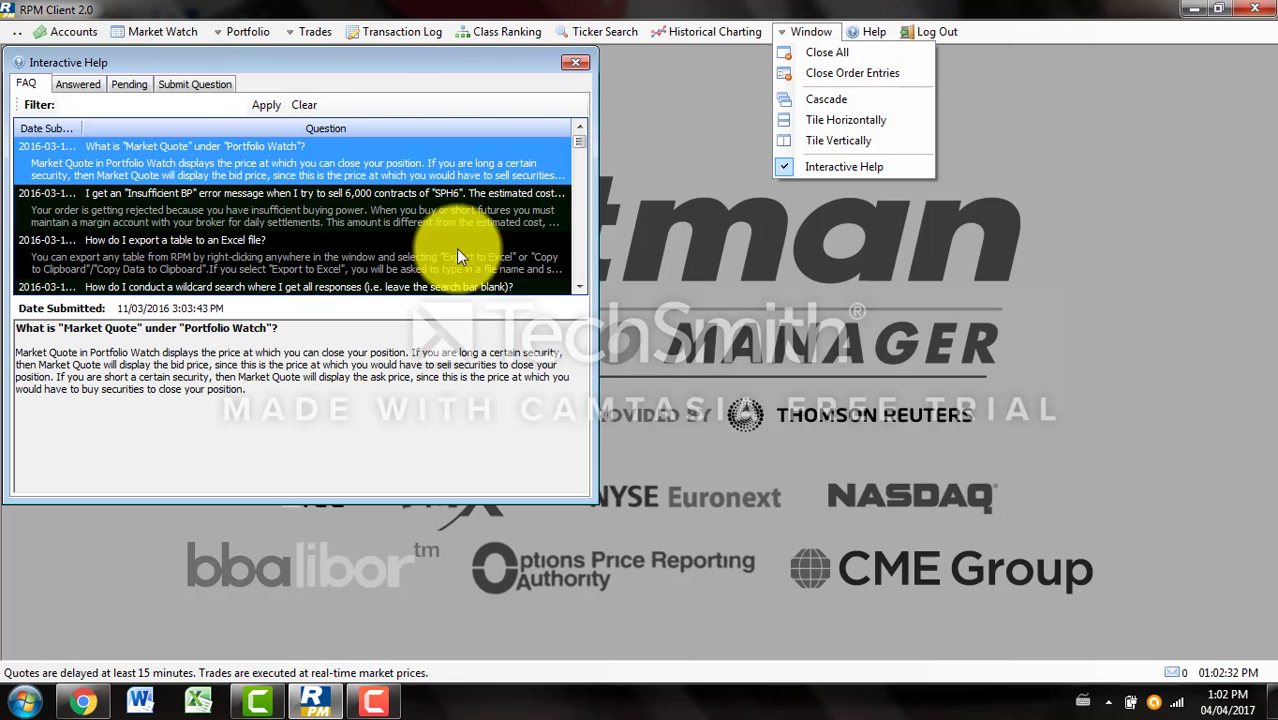 RPM Client 2.0
.. Accounts Market Watch Portfolio Trades Transaction Log Class Ranking Ticker Search Historical Charting Window Help Log Out
Interactive Help
FAQ Answered Pending Submit Question
Filter: Apply Clear
Date Sub... Question
2016-03-1... What is "Market Quote" under "Portfolio Watch"?
Market Quote in Portfolio Watch displays the price at which you can close your position. If you are long a certain
security, then Market Quote will display the bid price, since this is the price at which you would have to sell securities...
2016-03-1... I get an "Insufficient BP" error message when I try to sell 6,000 contracts of "SPH6". The estimated cost...
Your order is getting rejected because you have insufficient buying power. When you buy or short futures you must
maintain a margin account with your broker for daily settlements. This amount is different from the estimated cost, ...
2016-03-1... How do I export a table to an Excel file?
You can export any table from RPM by right-clicking anywhere in the window and selecting "Export to Excel" or "Copy
to Clipboard"/"Copy Data to Clipboard".If you select "Export to Excel", you will be asked to type in a file name and s...
2016-03-1... How do I conduct a wildcard search where I get all responses (i.e. leave the search bar blank)?
Date Submitted: 11/03/2016 3:03:43 PM
What is "Market Quote" under "Portfolio Watch"?
Market Quote in Portfolio Watch displays the price at which you can close your position. If you are long a certain security,
then Market Quote will display the bid price, since this is the price at which you would have to sell securities to close your
position. If you are short a certain security, then Market Quote will display the ask price, since this is the price at which you
would have to buy securities to close your position.
Close All
Close Order Entries
Cascade
Tile Horizontally
Tile Vertically
Interactive Help
tman
O MANAGER
TechSmith®
MADE WITH CAMTASIA FREE TRIAL
PROVIDED BY THOMSON REUTERS
NYSE Euronext NASDAQ
bbalibor™ Options Price Reporting Authority CME Group
Quotes are delayed at least 15 minutes. Trades are executed at real-time market prices.
0 01:02:32 PM
1:02 PM
04/04/2017